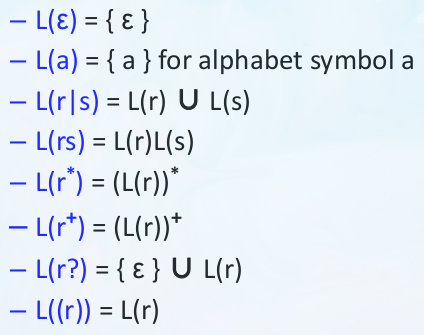 – L(ε) = { ε }
– L(a) = { a } for alphabet symbol a
– L(r|s) = L(r) ∪ L(s)
– L(rs) = L(r)L(s)
– L(r*) = (L(r))*
– L(r⁺) = (L(r))⁺
– L(r?) = { ε } ∪ L(r)
– L((r)) = L(r)